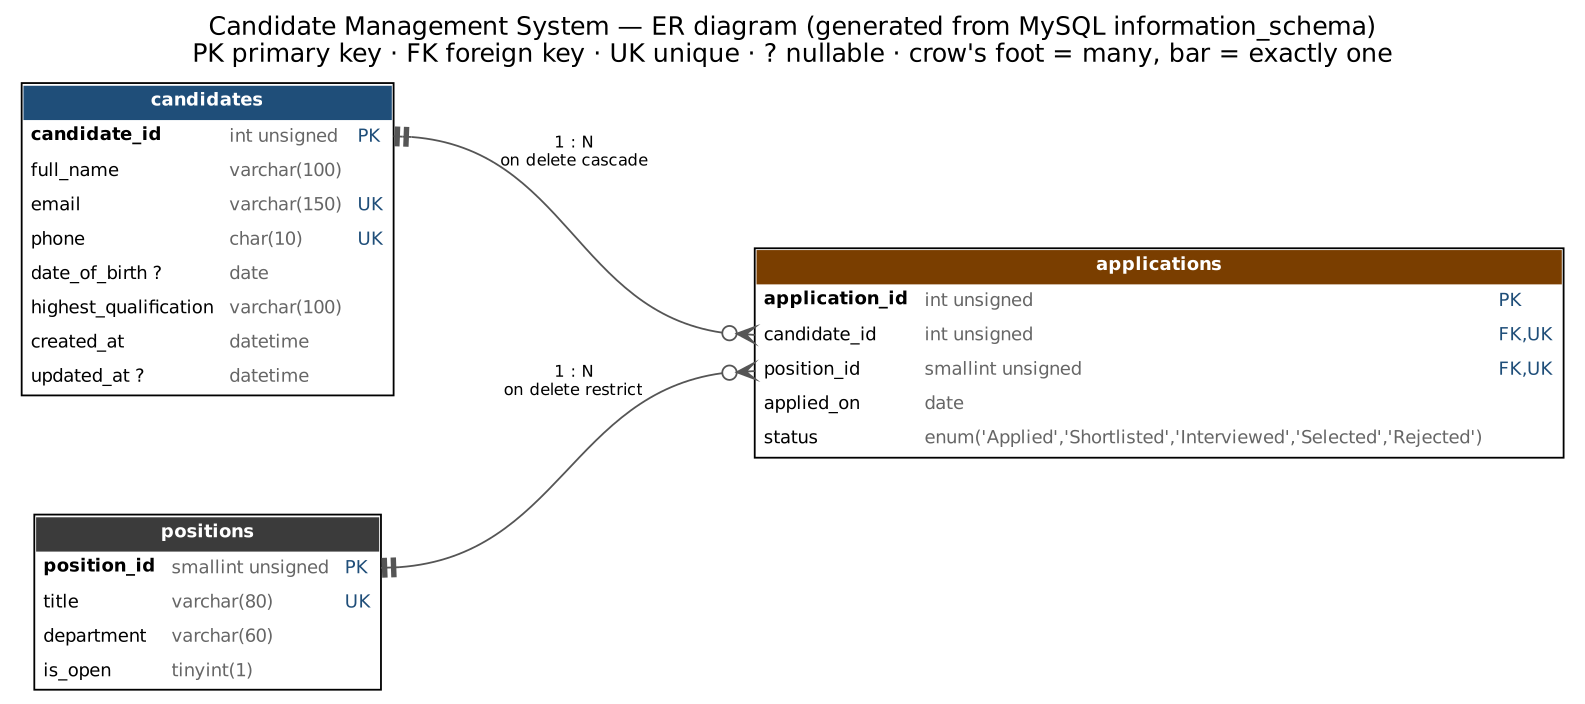 Candidate Management System — ER diagram (generated from MySQL information_schema)
PK primary key · FK foreign key · UK unique · ? nullable · crow's foot = many, bar = exactly one
candidates
candidate_id int unsigned PK
full_name varchar(100)
email varchar(150) UK
phone char(10) UK
date_of_birth ? date
highest_qualification varchar(100)
created_at datetime
updated_at ? datetime
1 : N
on delete cascade
applications
application_id int unsigned PK
candidate_id int unsigned FK,UK
position_id smallint unsigned FK,UK
applied_on date
status enum('Applied','Shortlisted','Interviewed','Selected','Rejected')
1 : N
on delete restrict
positions
position_id smallint unsigned PK
title varchar(80) UK
department varchar(60)
is_open tinyint(1)